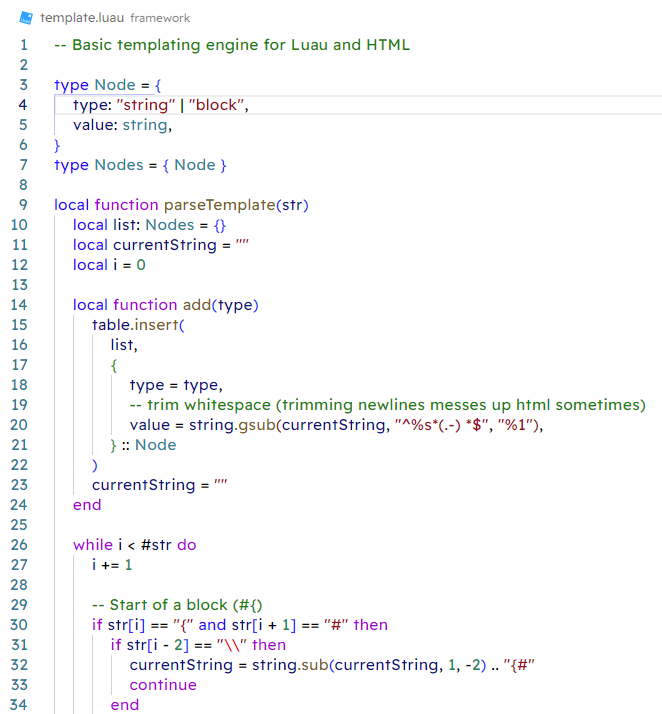 template.luau framework
1 -- Basic templating engine for Luau and HTML
2
3 type Node = {
4     type: "string" | "block",
5     value: string,
6 }
7 type Nodes = { Node }
8
9 local function parseTemplate(str)
10     local list: Nodes = {}
11     local currentString = ""
12     local i = 0
13
14     local function add(type)
15         table.insert(
16             list,
17             {
18                 type = type,
19                 -- trim whitespace (trimming newlines messes up html sometimes)
20                 value = string.gsub(currentString, "^%s*(.-) *$", "%1"),
21             } :: Node
22         )
23         currentString = ""
24     end
25
26     while i < #str do
27         i += 1
28
29         -- Start of a block (#{)
30         if str[i] == "{" and str[i + 1] == "#" then
31             if str[i - 2] == "\\" then
32                 currentString = string.sub(currentString, 1, -2) .. "{#"
33                 continue
34             end